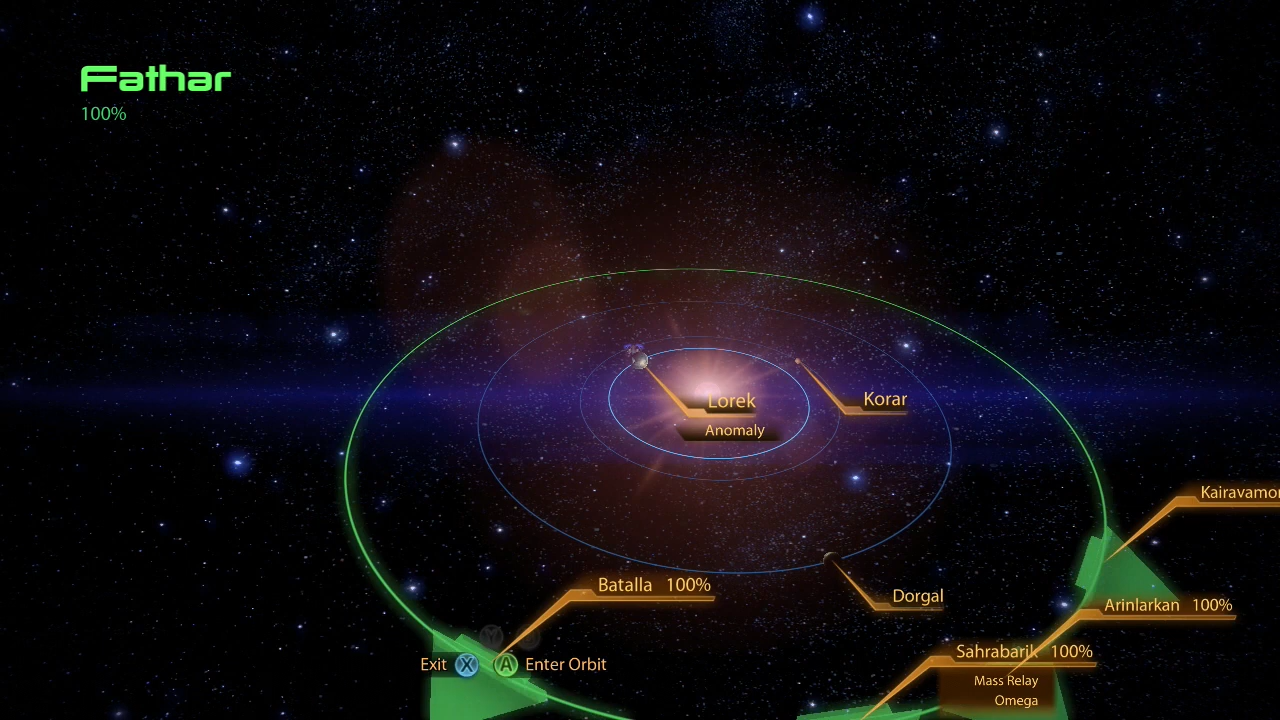 Fathar
100%
Lorek
Anomaly
Korar
Kairavamor
Batalla 100%
Dorgal
Arinlarkan 100%
Sahrabarik 100%
Mass Relay
Omega
Exit X A Enter Orbit